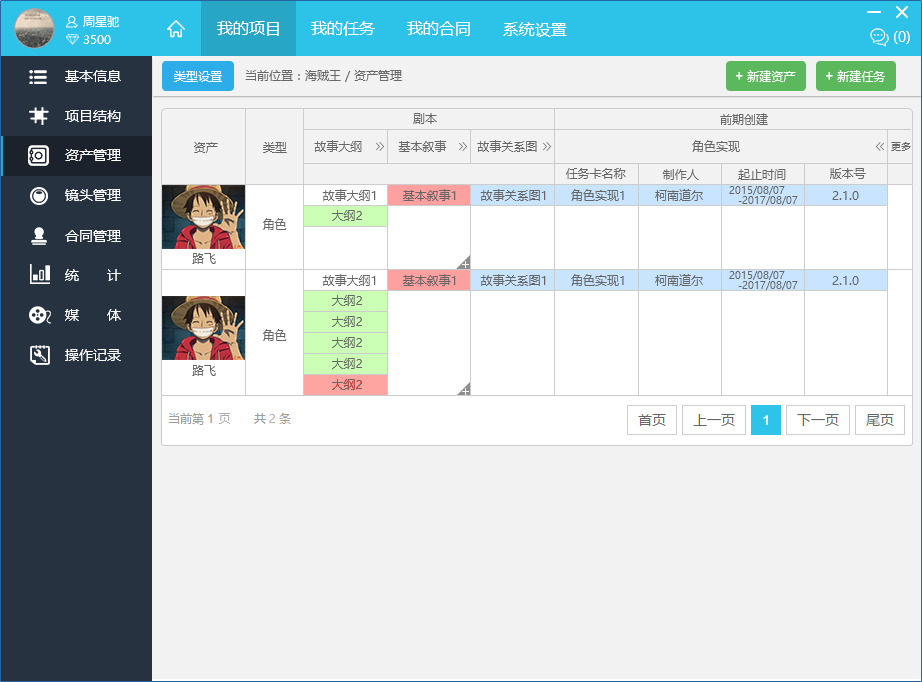 周星驰
3500
我的项目
我的任务
我的合同
系统设置
(0)
基本信息
项目结构
资产管理
镜头管理
合同管理
统 计
媒 体
操作记录
类型设置
当前位置：海贼王 / 资产管理
+ 新建资产
+ 新建任务
资产
类型
剧本
前期创建
故事大纲 »
基本叙事 »
故事关系图 »
角色实现 «
更多
任务卡名称
制作人
起止时间
版本号
路飞
角色
故事大纲1
基本叙事1
故事关系图1
角色实现1
柯南道尔
2015/08/07
-2017/08/07
2.1.0
大纲2
路飞
角色
故事大纲1
基本叙事1
故事关系图1
角色实现1
柯南道尔
2015/08/07
-2017/08/07
2.1.0
大纲2
大纲2
大纲2
大纲2
大纲2
当前第 1 页 共 2 条
首页
上一页
1
下一页
尾页